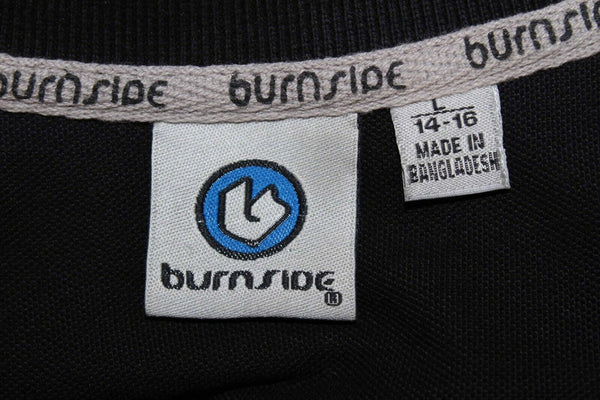 burnside burnside burnside
L
14-16
MADE IN
BANGLADESH
burnside
®